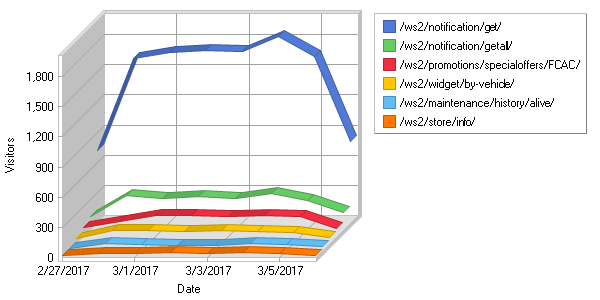 /ws2/notification/get/
/ws2/notification/getall/
/ws2/promotions/specialoffers/FCAC/
/ws2/widget/by-vehicle/
/ws2/maintenance/history/alive/
/ws2/store/info/
Visitors
1,800
1,500
1,200
900
600
300
0
2/27/2017
3/1/2017
3/3/2017
3/5/2017
Date